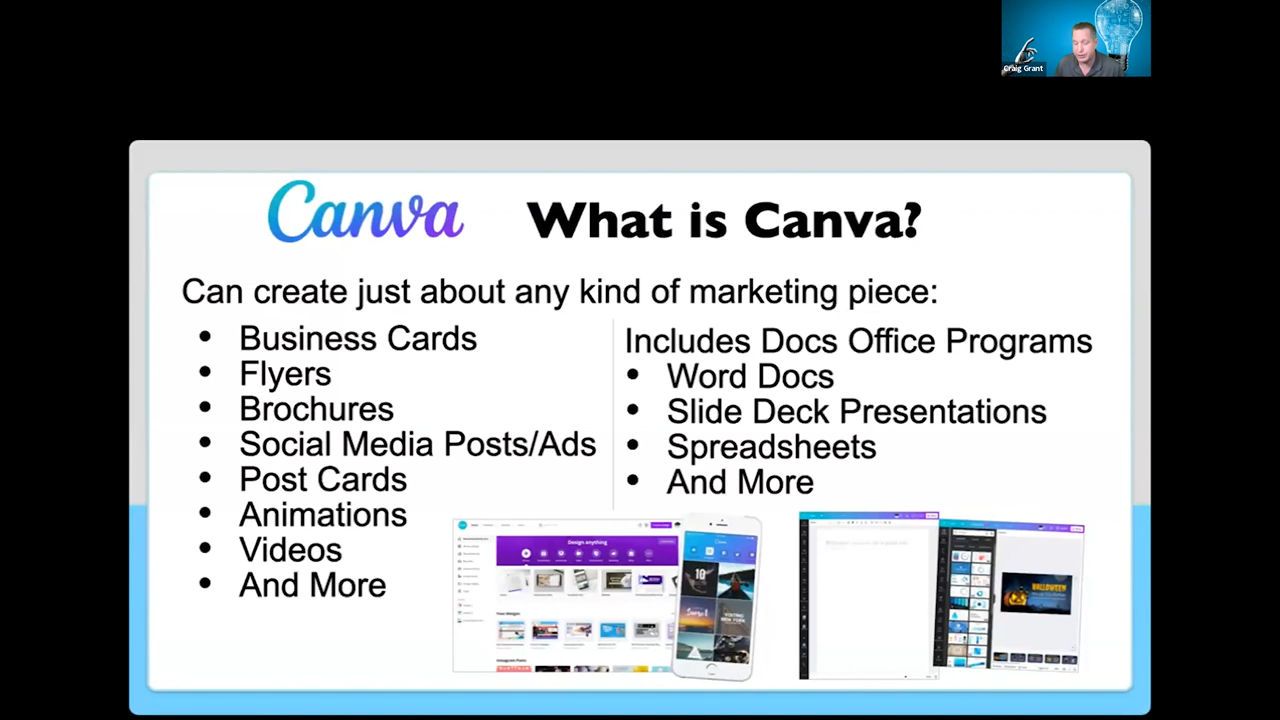 Craig Grant
Canva What is Canva?
Can create just about any kind of marketing piece:
• Business Cards
• Flyers
• Brochures
• Social Media Posts/Ads
• Post Cards
• Animations
• Videos
• And More
Includes Docs Office Programs
• Word Docs
• Slide Deck Presentations
• Spreadsheets
• And More
Design anything
HALLOWEEN